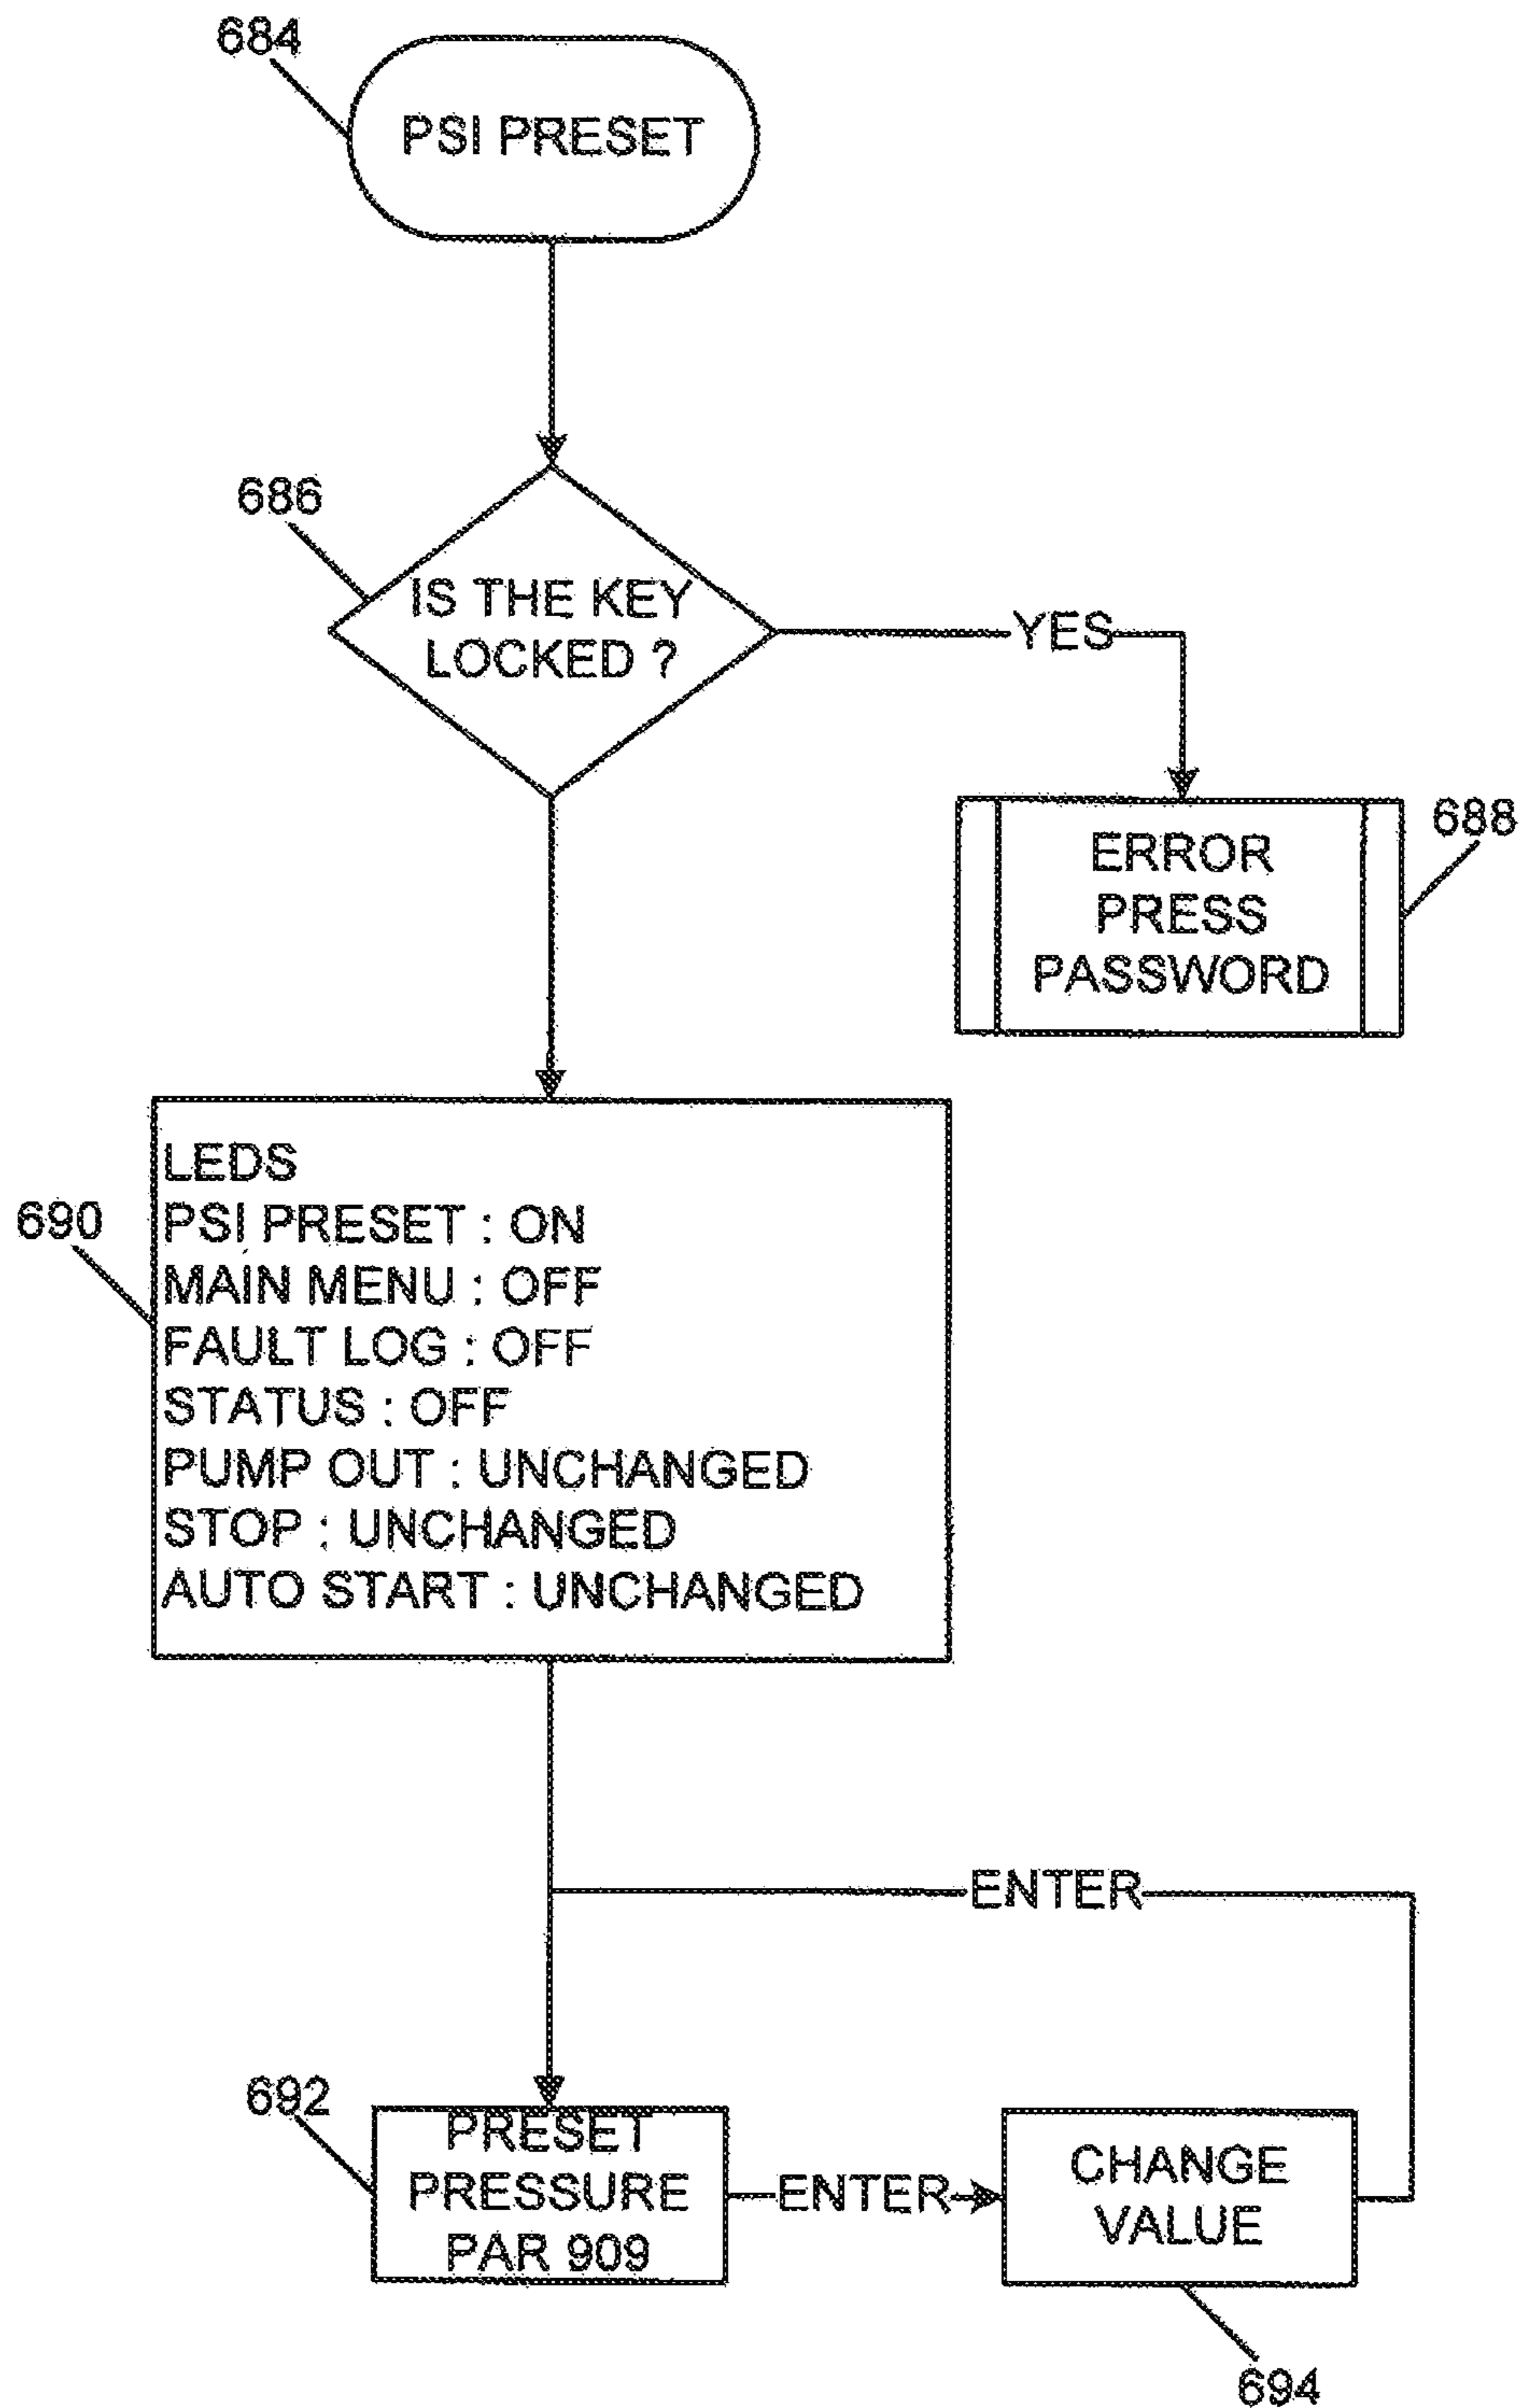 684
PSI PRESET
686
IS THE KEY
LOCKED ?
YES
688
ERROR
PRESS
PASSWORD
690
LEDS
PSI PRESET : ON
MAIN MENU : OFF
FAULT LOG : OFF
STATUS : OFF
PUMP OUT : UNCHANGED
STOP : UNCHANGED
AUTO START : UNCHANGED
ENTER
692
PRESET
PRESSURE
PAR 909
ENTER
CHANGE
VALUE
694